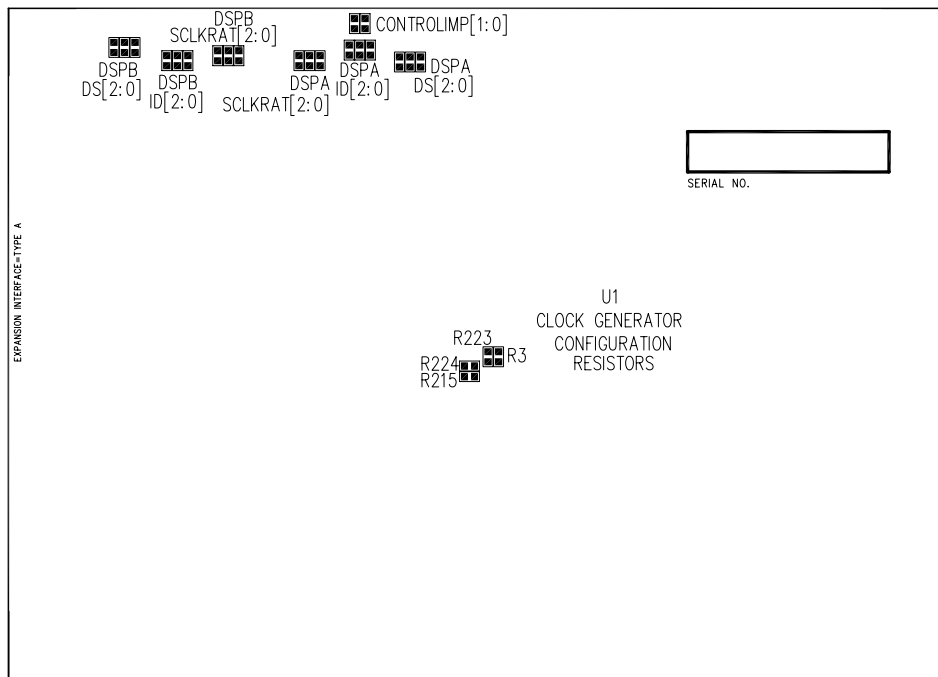 DSPB
SCLKRAT[2:0]
CONTROLIMP[1:0]
DSPB
DS[2:0]
DSPB
ID[2:0]
DSPA
SCLKRAT[2:0]
DSPA
ID[2:0]
DSPA
DS[2:0]
SERIAL NO.
EXPANSION INTERFACE=TYPE A
U1
CLOCK GENERATOR
CONFIGURATION
RESISTORS
R223
R3
R224
R215